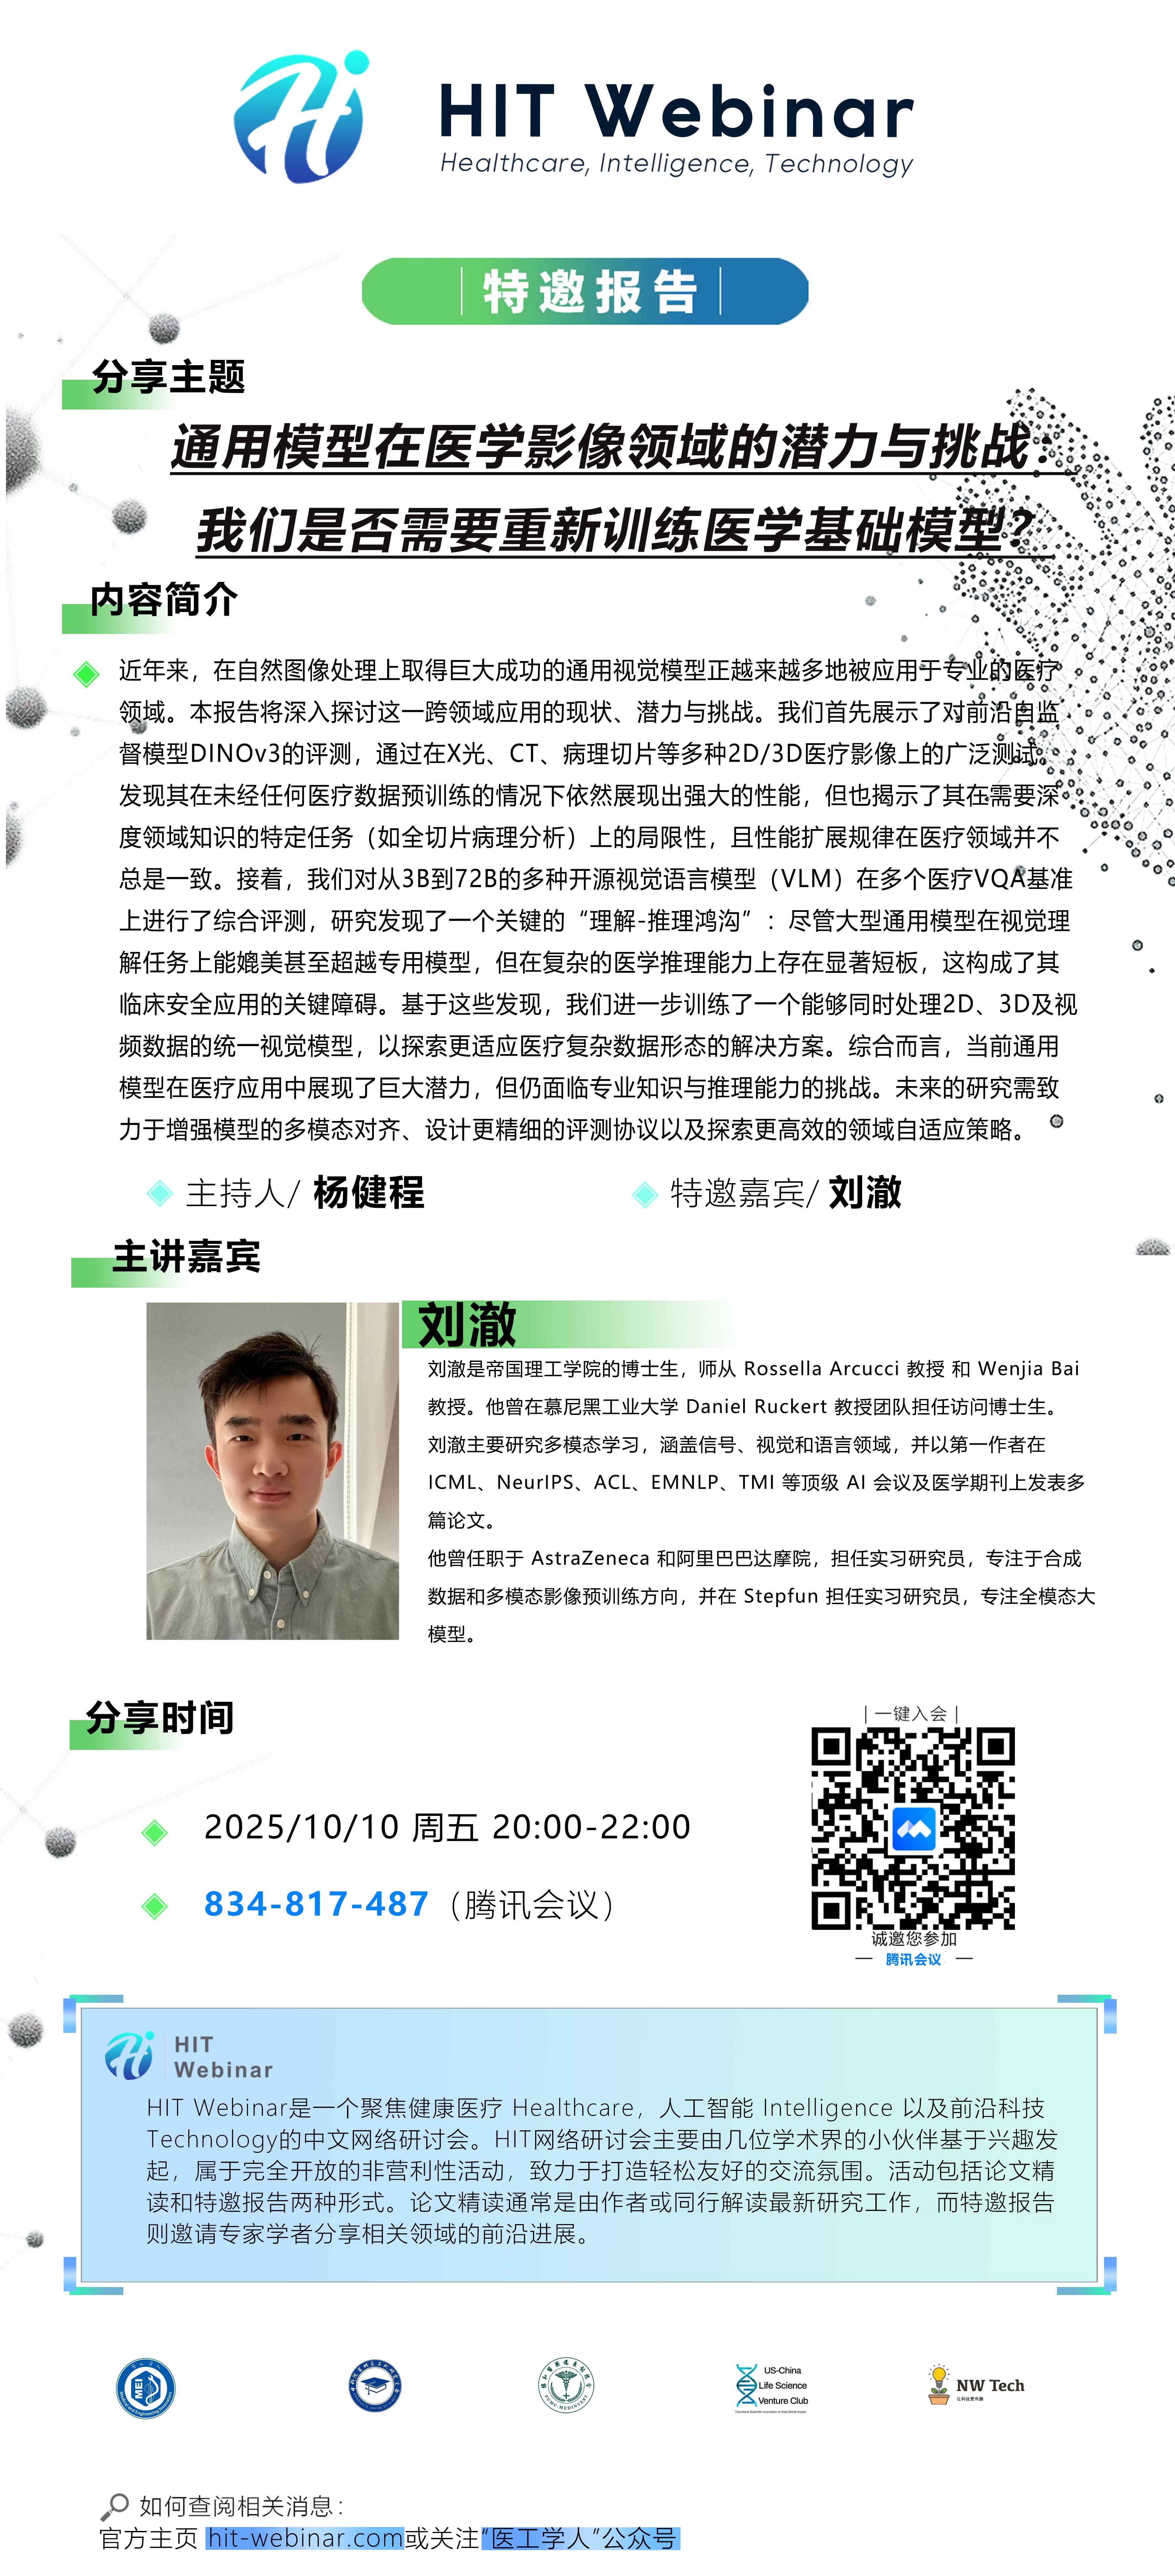 HIT Webinar
Healthcare, Intelligence, Technology
特邀报告
分享主题
通用模型在医学影像领域的潜力与挑战:
我们是否需要重新训练医学基础模型?
内容简介
近年来，在自然图像处理上取得巨大成功的通用视觉模型正越来越多地被应用于专业的医疗
领域。本报告将深入探讨这一跨领域应用的现状、潜力与挑战。我们首先展示了对前沿自监
督模型DINOv3的评测，通过在X光、CT、病理切片等多种2D/3D医疗影像上的广泛测试，
发现其在未经任何医疗数据预训练的情况下依然展现出强大的性能，但也揭示了其在需要深
度领域知识的特定任务（如全切片病理分析）上的局限性，且性能扩展规律在医疗领域并不
总是一致。接着，我们对从3B到72B的多种开源视觉语言模型（VLM）在多个医疗VQA基准
上进行了综合评测，研究发现了一个关键的“理解-推理鸿沟”：尽管大型通用模型在视觉理
解任务上能媲美甚至超越专用模型，但在复杂的医学推理能力上存在显著短板，这构成了其
临床安全应用的关键障碍。基于这些发现，我们进一步训练了一个能够同时处理2D、3D及视
频数据的统一视觉模型，以探索更适应医疗复杂数据形态的解决方案。综合而言，当前通用
模型在医疗应用中展现了巨大潜力，但仍面临专业知识与推理能力的挑战。未来的研究需致
力于增强模型的多模态对齐、设计更精细的评测协议以及探索更高效的领域自适应策略。
主持人/ 杨健程
特邀嘉宾/ 刘澈
主讲嘉宾
刘澈
刘澈是帝国理工学院的博士生，师从 Rossella Arcucci 教授 和 Wenjia Bai
教授。他曾在慕尼黑工业大学 Daniel Ruckert 教授团队担任访问博士生。
刘澈主要研究多模态学习，涵盖信号、视觉和语言领域，并以第一作者在
ICML、NeurIPS、ACL、EMNLP、TMI 等顶级 AI 会议及医学期刊上发表多
篇论文。
他曾任职于 AstraZeneca 和阿里巴巴达摩院，担任实习研究员，专注于合成
数据和多模态影像预训练方向，并在 Stepfun 担任实习研究员，专注全模态大
模型。
分享时间
2025/10/10 周五 20:00-22:00
834-817-487（腾讯会议）
| 一键入会 |
诚邀您参加
— 腾讯会议 —
HIT
Webinar
HIT Webinar是一个聚焦健康医疗 Healthcare，人工智能 Intelligence 以及前沿科技
Technology的中文网络研讨会。HIT网络研讨会主要由几位学术界的小伙伴基于兴趣发
起，属于完全开放的非营利性活动，致力于打造轻松友好的交流氛围。活动包括论文精
读和特邀报告两种形式。论文精读通常是由作者或同行解读最新研究工作，而特邀报告
则邀请专家学者分享相关领域的前沿进展。
MEI
US-China
Life Science
Venture Club
NW Tech
如何查阅相关消息：
官方主页 hit-webinar.com或关注“医工学人”公众号